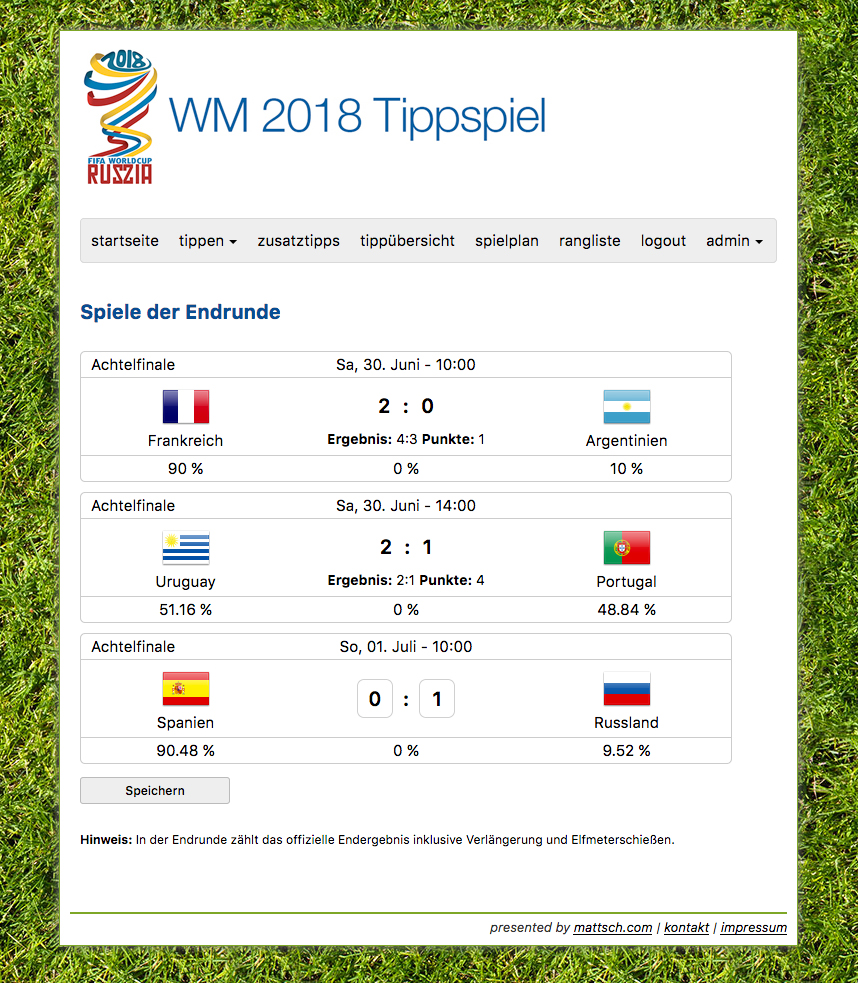 2018
FIFA WORLDCUP
RUSZIA
WM 2018 Tippspiel
startseite tippen zusatztipps tippübersicht spielplan rangliste logout admin
Spiele der Endrunde
Achtelfinale Sa, 30. Juni - 10:00
2 : 0
Frankreich Ergebnis: 4:3 Punkte: 1 Argentinien
90 % 0 % 10 %
Achtelfinale Sa, 30. Juni - 14:00
2 : 1
Uruguay Ergebnis: 2:1 Punkte: 4 Portugal
51.16 % 0 % 48.84 %
Achtelfinale So, 01. Juli - 10:00
0 : 1
Spanien Russland
90.48 % 0 % 9.52 %
Speichern
Hinweis: In der Endrunde zählt das offizielle Endergebnis inklusive Verlängerung und Elfmeterschießen.
presented by mattsch.com | kontakt | impressum